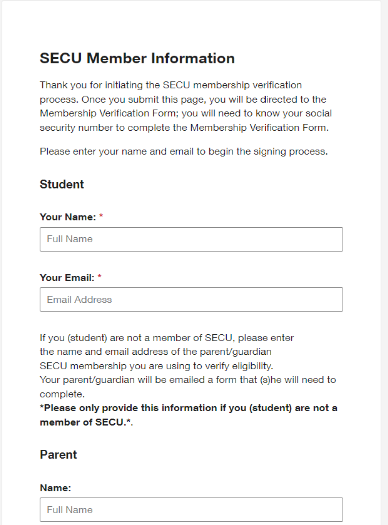 SECU Member Information
Thank you for initiating the SECU membership verification
process. Once you submit this page, you will be directed to the
Membership Verification Form; you will need to know your social
security number to complete the Membership Verification Form.
Please enter your name and email to begin the signing process.
Student
Your Name: *
Full Name
Your Email: *
Email Address
If you (student) are not a member of SECU, please enter
the name and email address of the parent/guardian
SECU membership you are using to verify eligibility.
Your parent/guardian will be emailed a form that (s)he will need to
complete.
*Please only provide this information if you (student) are not a
member of SECU.*.
Parent
Name:
Full Name